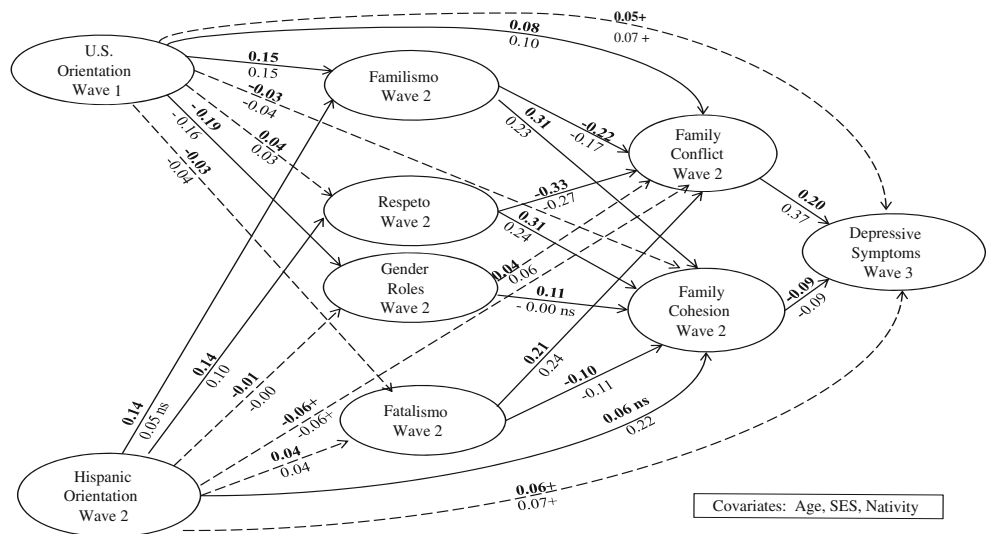 0.05+
0.07 +
0.08
0.10
U.S.
Orientation
Wave 1
0.15
0.15
Familismo
Wave 2
-0.03
-0.04
- 0.19
- 0.16
0.04
0.03
-0.03
-0.04
0.31
0.23
-0.22
-0.17
Family
Conflict
Wave 2
Respeto
Wave 2
-0.33
-0.27
0.31
0.24
0.20
0.37
Depressive
Symptoms
Wave 3
Gender
Roles
Wave 2
0.04
0.06
0.11
- 0.00 ns
Family
Cohesion
Wave 2
-0.09
-0.09
0.14
0.05 ns
0.14
0.10
-0.01
-0.00
0.21
0.24
-0.10
-0.11
-0.06+
-0.06+
Fatalismo
Wave 2
0.06 ns
0.22
0.04
0.04
Hispanic
Orientation
Wave 2
0.06+
0.07+
Covariates: Age, SES, Nativity